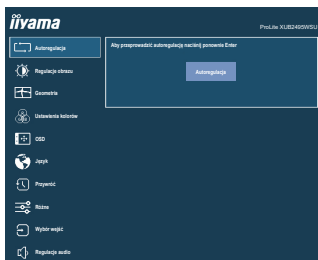 iiyama
ProLite XUB2495WSU
Autoregulacja
Aby przeprowadzić autoregulację naciśnij ponownie Enter
Autoregulacja
Regulacje obrazu
Geometria
Ustawienia kolorów
OSD
Język
Przywróć
Różne
Wybór wejść
Regulacje audio